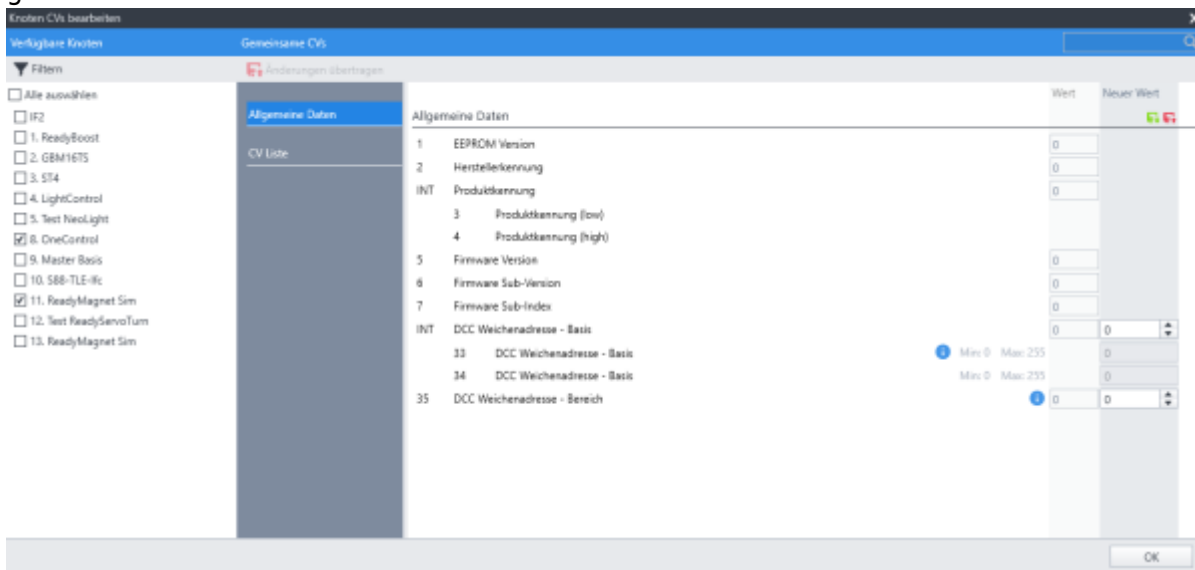 Knoten CVs bearbeiten
Verfügbare Knoten Gemeinsame CVs
Filtern Änderungen übertragen
Alle auswählen
IF2
1. ReadyBoost
2. GBM16TS
3. ST4
4. LightControl
5. Test NeoLight
8. OneControl
9. Master Basis
10. S88-TLE-Ifc
11. ReadyMagnet Sim
12. Test ReadyServoTurn
13. ReadyMagnet Sim
Allgemeine Daten
CV Liste
Wert Neuer Wert
Allgemeine Daten
1 EEPROM Version 0
2 Herstellerkennung 0
INT Produktkennung 0
3 Produktkennung (low)
4 Produktkennung (high)
5 Firmware Version 0
6 Firmware Sub-Version 0
7 Firmware Sub-Index 0
INT DCC Weichenadresse - Basis 0 0
33 DCC Weichenadresse - Basis Min: 0 Max: 255 0
34 DCC Weichenadresse - Basis Min: 0 Max: 255 0
35 DCC Weichenadresse - Bereich 0 0
OK